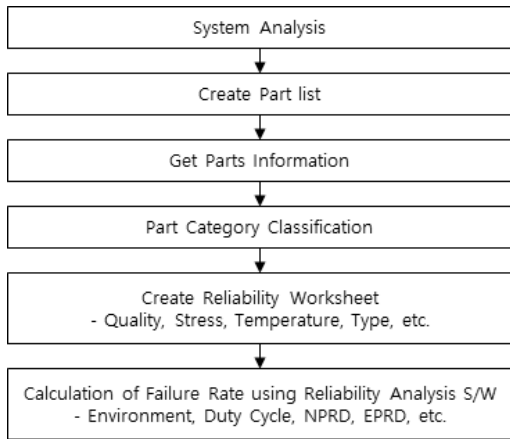 System Analysis
Create Part list
Get Parts Information
Part Category Classification
Create Reliability Worksheet
- Quality, Stress, Temperature, Type, etc.
Calculation of Failure Rate using Reliability Analysis S/W
- Environment, Duty Cycle, NPRD, EPRD, etc.